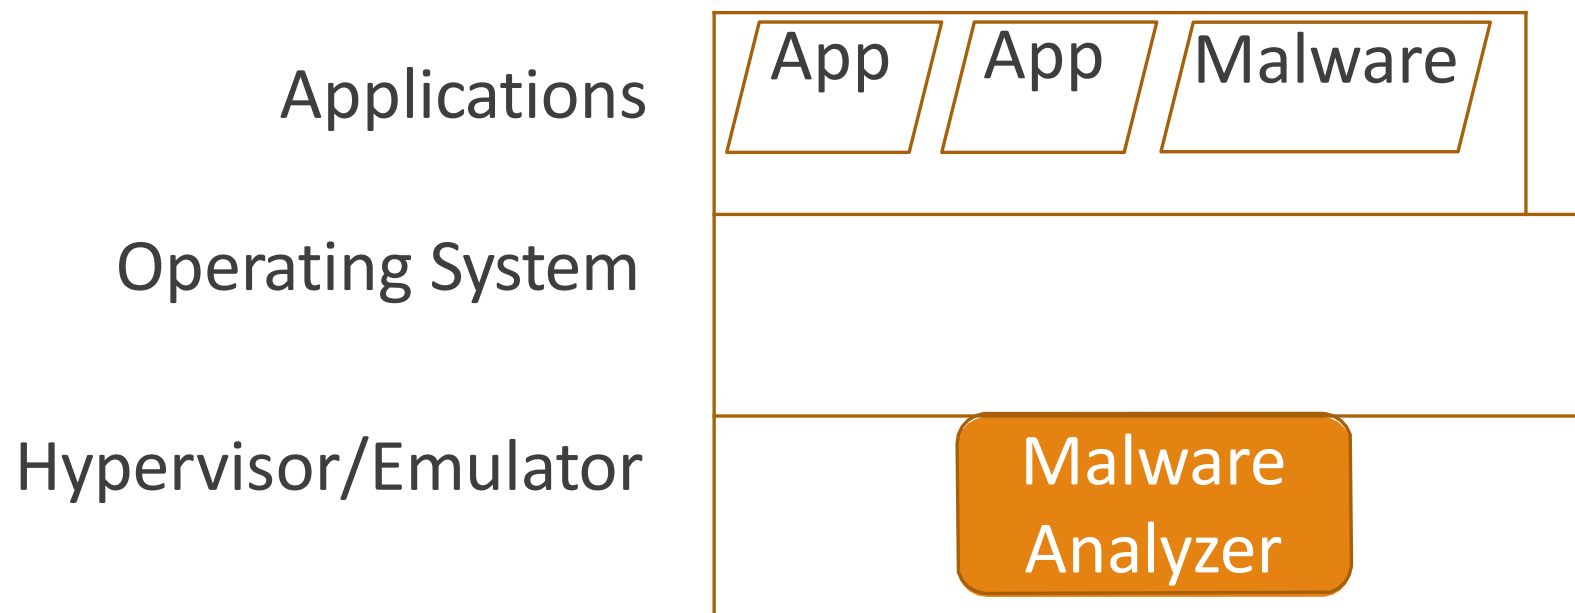 Applications
App
App
Malware
Operating System
Hypervisor/Emulator
Malware
Analyzer